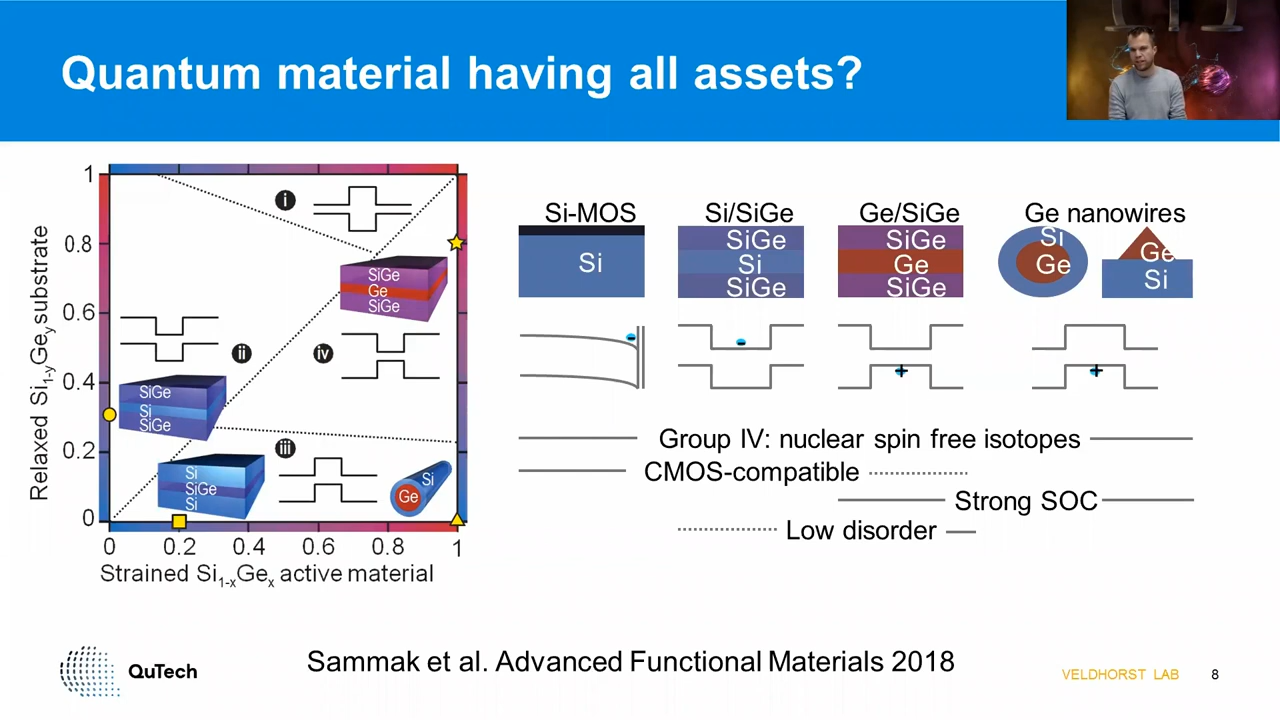 Quantum material having all assets?
1
0.8
0.6
0.4
0.2
0
Relaxed Si1-yGey substrate
i
SiGe
Ge
SiGe
ii
iv
SiGe
Si
SiGe
iii
Si
SiGe
Si
Si
Ge
0 0.2 0.4 0.6 0.8 1
Strained Si1-xGex active material
Si-MOS Si/SiGe Ge/SiGe Ge nanowires
Si
SiGe
Si
SiGe
SiGe
Ge
SiGe
Si
Ge
Ge
Si
Group IV: nuclear spin free isotopes
CMOS-compatible
Strong SOC
Low disorder
Sammak et al. Advanced Functional Materials 2018
QuTech
VELDHORST LAB 8